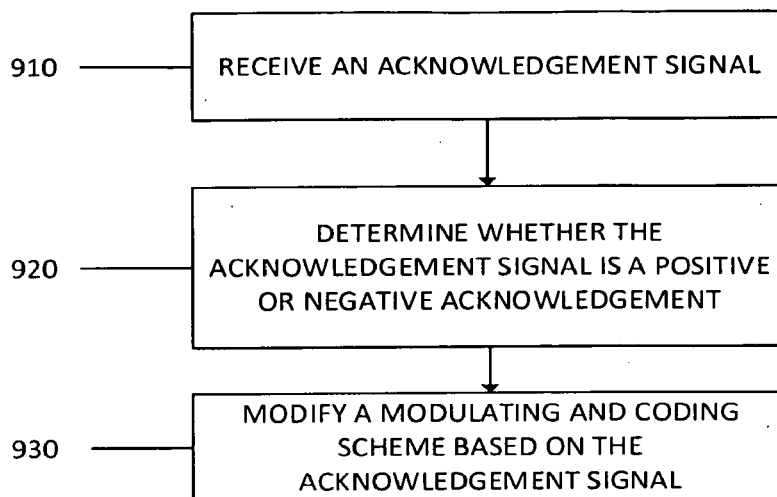 910
RECEIVE AN ACKNOWLEDGEMENT SIGNAL
920
DETERMINE WHETHER THE
ACKNOWLEDGEMENT SIGNAL IS A POSITIVE
OR NEGATIVE ACKNOWLEDGEMENT
930
MODIFY A MODULATING AND CODING
SCHEME BASED ON THE
ACKNOWLEDGEMENT SIGNAL